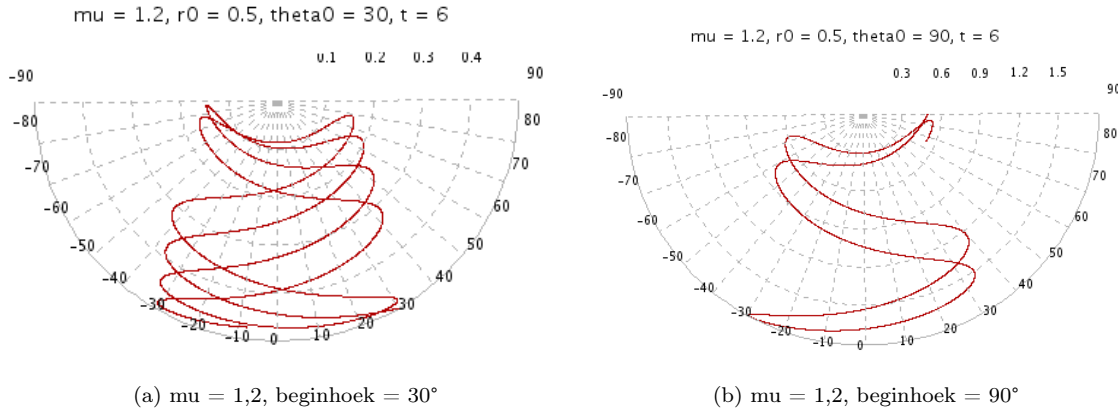 mu = 1.2, r0 = 0.5, theta0 = 30, t = 6
0.1 0.2 0.3 0.4
-90 90
-80 80
-70 70
-60 60
-50 50
-40 40
-30 30
-20 20
-10 0 10
(a) mu = 1,2, beginhoek = 30°
mu = 1.2, r0 = 0.5, theta0 = 90, t = 6
0.3 0.6 0.9 1.2 1.5
-90 90
-80 80
-70 70
-60 60
-50 50
-40 40
-30 30
-20 20
-10 0 10
(b) mu = 1,2, beginhoek = 90°